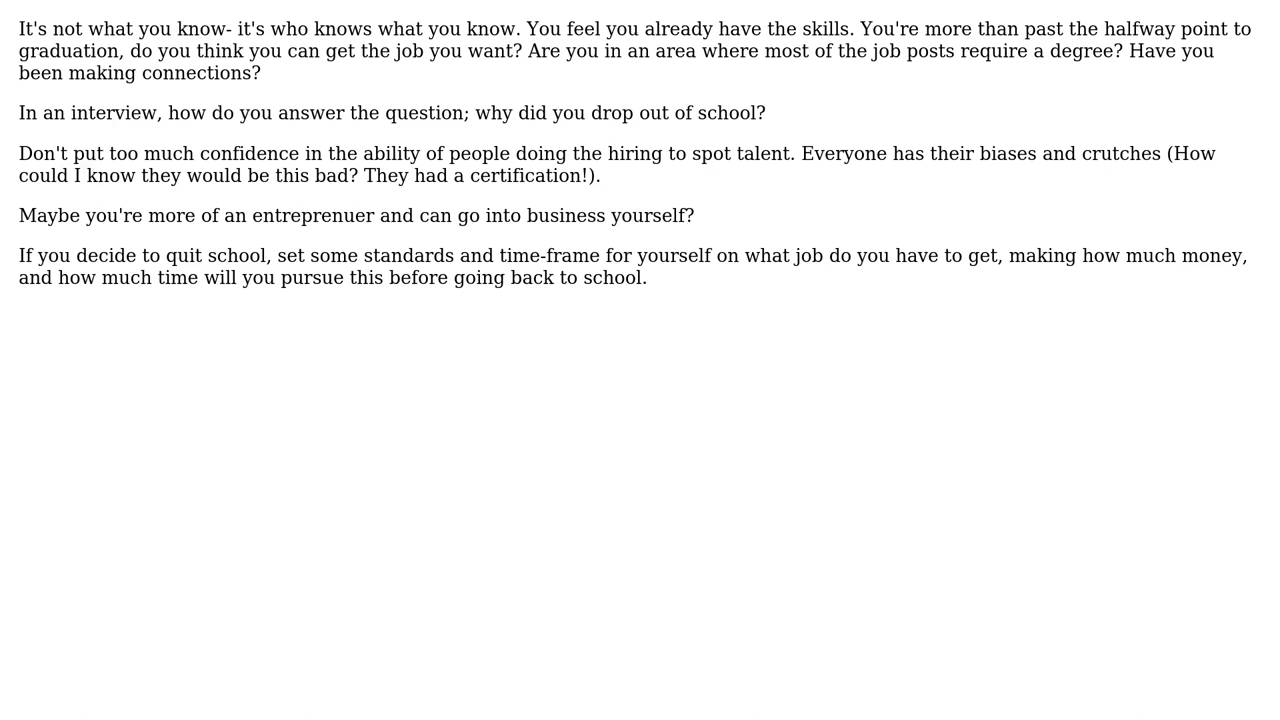 It's not what you know- it's who knows what you know. You feel you already have the skills. You're more than past the halfway point to
graduation, do you think you can get the job you want? Are you in an area where most of the job posts require a degree? Have you
been making connections?
In an interview, how do you answer the question; why did you drop out of school?
Don't put too much confidence in the ability of people doing the hiring to spot talent. Everyone has their biases and crutches (How
could I know they would be this bad? They had a certification!).
Maybe you're more of an entreprenuer and can go into business yourself?
If you decide to quit school, set some standards and time-frame for yourself on what job do you have to get, making how much money,
and how much time will you pursue this before going back to school.